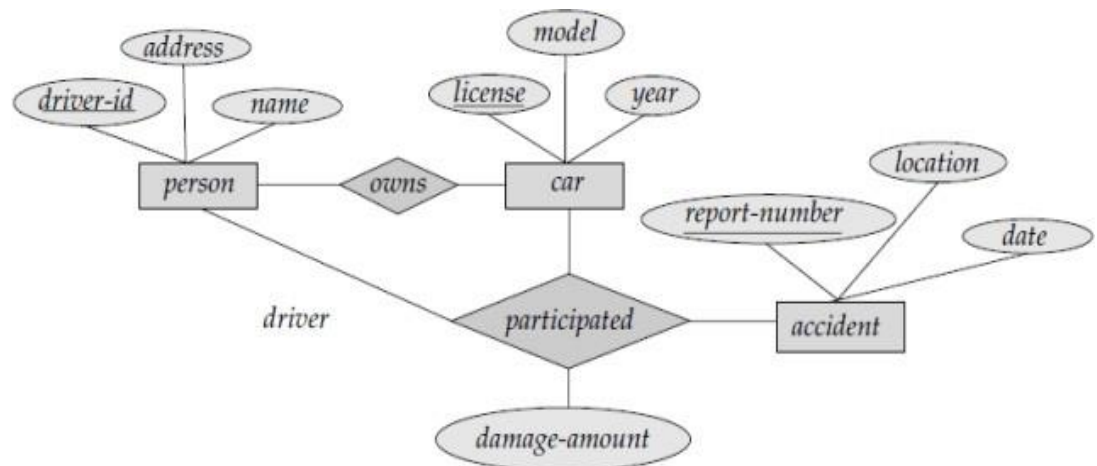 model
address
driver-id
name
license
year
person
owns
car
location
report-number
date
driver
participated
accident
damage-amount